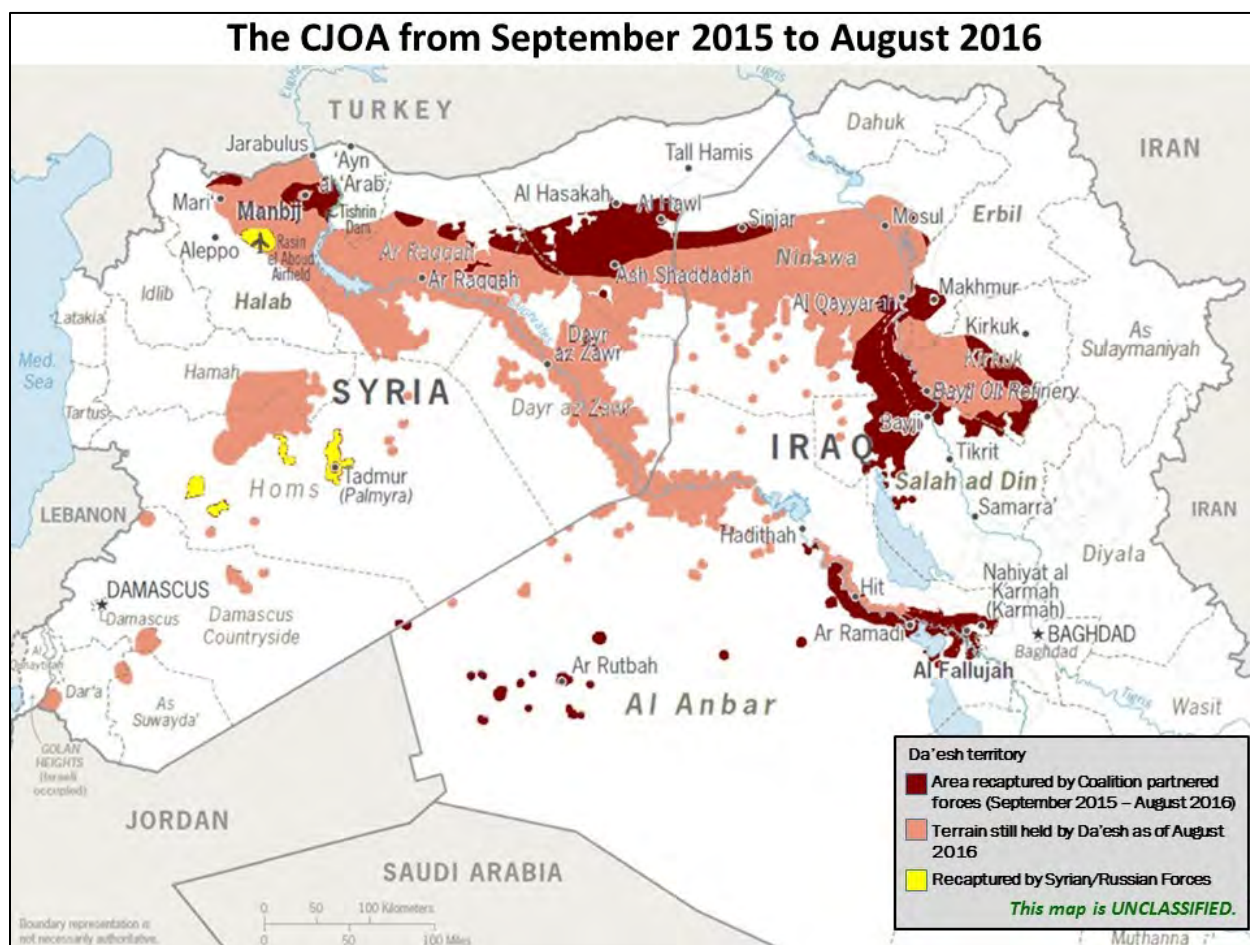 The CJOA from September 2015 to August 2016
Euphrates
Tigris
TURKEY
Dahuk
IRAN
Jarabulus
'Ayn
al 'Arab
Tall Hamis
Al Hasakah
Al Hawl
Sinjar
Mosul
Erbil
Mari'
Manbij
Tishrin
Dam
Aleppo
Rasin
el Aboud
Airfield
Ar Raqqah
Ar Raqqah
Ash Shaddadah
Ninawa
Idlib
Halab
Al Qayyarah
Makhmur
Latakia
Euphrates
Kirkuk
Kirkuk
As
Sulaymaniyah
Med.
Sea
Hamah
Dayr
az Zawr
SYRIA
Dayr az Zawr
Bayji Oil Refinery
Bayji
Tartus
IRAQ
Tikrit
Tadmur
(Palmyra)
Homs
Salah ad Din
Samarra'
LEBANON
IRAN
Hadithah
Diyala
DAMASCUS
Damascus
Damascus
Countryside
Hit
Nahiyat al
Karmah
(Karmah)
Ar Ramadi
BAGHDAD
Baghdad
Al Fallujah
Al
Qunaytirah
Dar'a
As
Suwayda'
Ar Rutbah
Al Anbar
Tigris
Wasit
GOLAN
HEIGHTS
(Israeli
occupied)
JORDAN
SAUDI ARABIA
Da'esh territory
Area recaptured by Coalition partnered
forces (September 2015 – August 2016)
Terrain still held by Da'esh as of August
2016
Recaptured by Syrian/Russian Forces
This map is UNCLASSIFIED.
0 50 100 Kilometers
0 50 100 Miles
Boundary representation is
not necessarily authoritative.
Muthanna